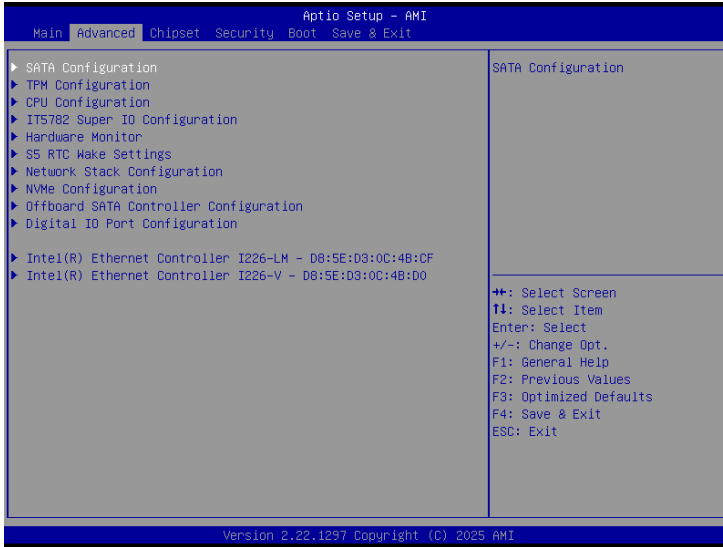 Aptio Setup – AMI
Main Advanced Chipset Security Boot Save & Exit
▶ SATA Configuration
▶ TPM Configuration
▶ CPU Configuration
▶ IT5782 Super IO Configuration
▶ Hardware Monitor
▶ S5 RTC Wake Settings
▶ Network Stack Configuration
▶ NVMe Configuration
▶ Offboard SATA Controller Configuration
▶ Digital IO Port Configuration
▶ Intel(R) Ethernet Controller I226-LM – D8:5E:D3:0C:4B:CF
▶ Intel(R) Ethernet Controller I226-V – D8:5E:D3:0C:4B:D0
SATA Configuration
→←: Select Screen
↑↓: Select Item
Enter: Select
+/-: Change Opt.
F1: General Help
F2: Previous Values
F3: Optimized Defaults
F4: Save & Exit
ESC: Exit
Version 2.22.1297 Copyright (C) 2025 AMI